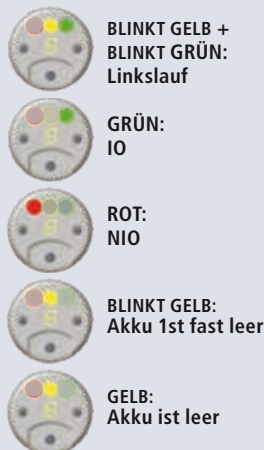 BLINKT GELB +
BLINKT GRÜN:
Linkslauf
GRÜN:
IO
ROT:
NIO
BLINKT GELB:
Akku 1st fast leer
GELB:
Akku ist leer